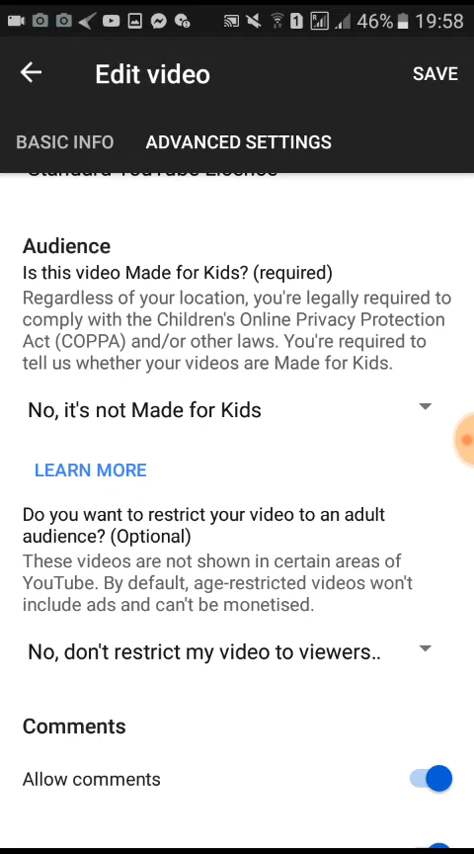 46% 19:58
Edit video
SAVE
BASIC INFO
ADVANCED SETTINGS
Standard YouTube Licence
Audience
Is this video Made for Kids? (required)
Regardless of your location, you're legally required to
comply with the Children's Online Privacy Protection
Act (COPPA) and/or other laws. You're required to
tell us whether your videos are Made for Kids.
No, it's not Made for Kids
LEARN MORE
Do you want to restrict your video to an adult
audience? (Optional)
These videos are not shown in certain areas of
YouTube. By default, age-restricted videos won't
include ads and can't be monetised.
No, don't restrict my video to viewers..
Comments
Allow comments